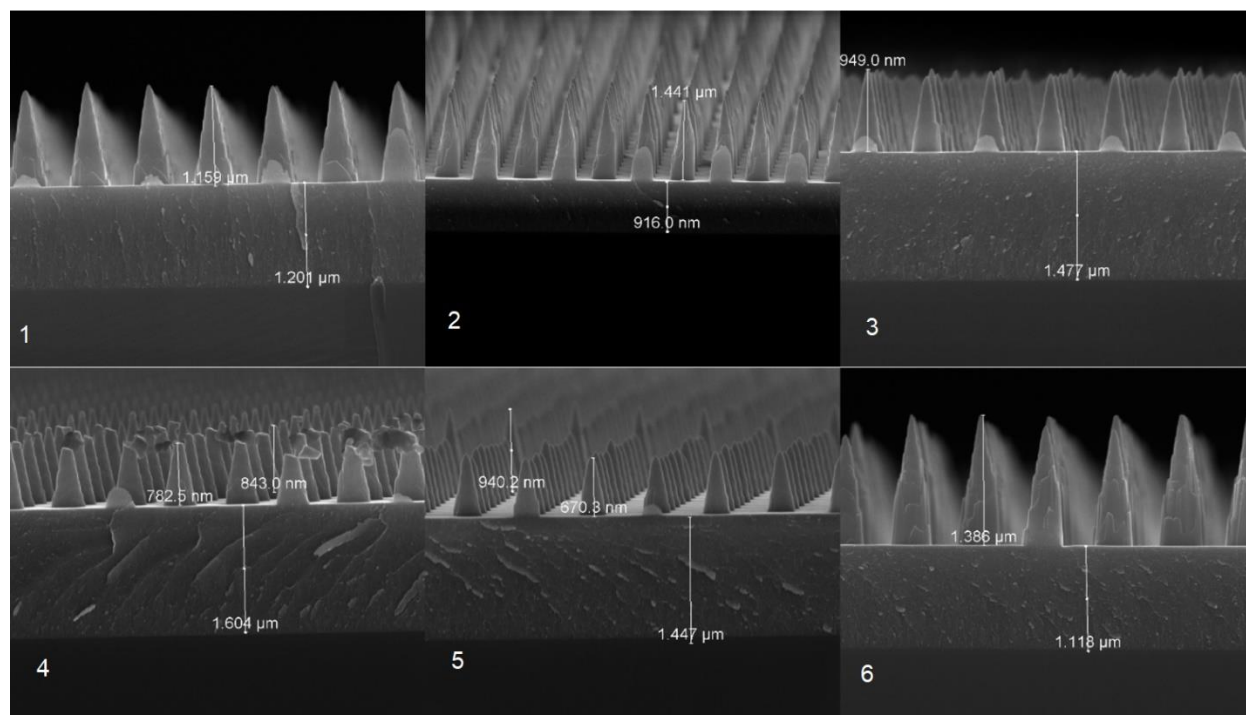 1.159 µm
1.201 µm
1
1.441 µm
916.0 nm
2
949.0 nm
1.477 µm
3
782.5 nm
843.0 nm
1.604 µm
4
940.2 nm
670.3 nm
1.447 µm
5
1.386 µm
1.118 µm
6